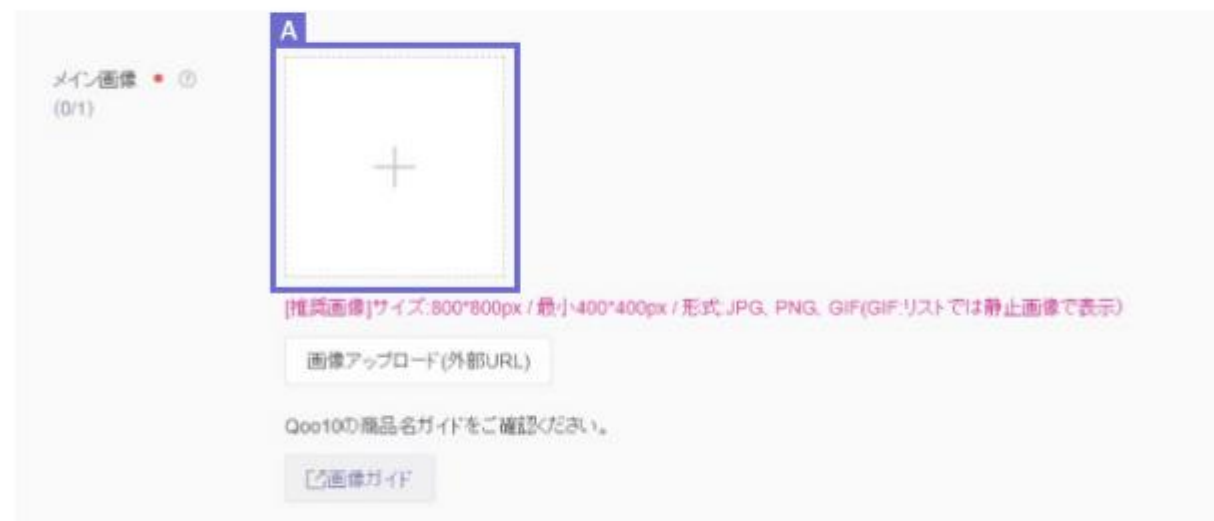 A
メイン画像 • ?
(0/1)
[推奨画像]サイズ:800*800px / 最小400*400px / 形式:JPG、PNG、GIF(GIF:リストでは静止画像で表示)
画像アップロード(外部URL)
Qoo10の商品名ガイドをご確認ください。
画像ガイド